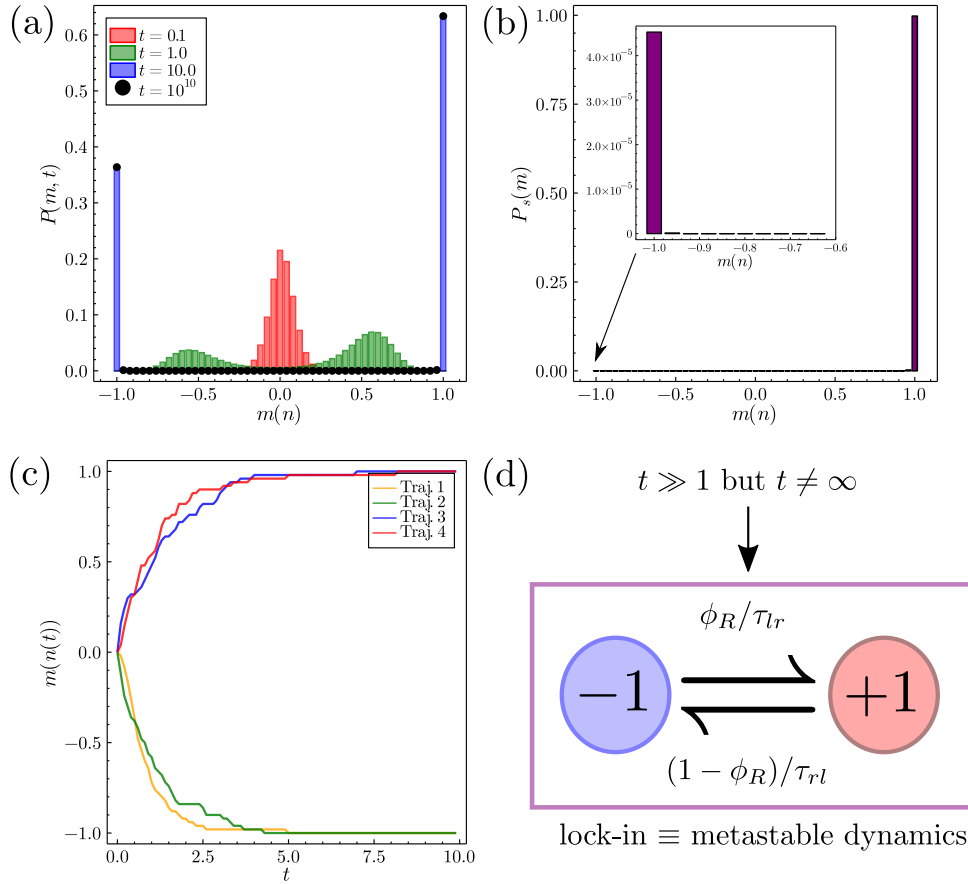 (a)
t = 0.1
t = 1.0
t = 10.0
t = 10^10
0.6
0.5
0.4
0.3
0.2
0.1
0.0
P(m, t)
-1.0 -0.5 0.0 0.5 1.0
m(n)
(b)
1.00
0.75
0.50
0.25
0.00
P_s(m)
4.0×10^-5
3.0×10^-5
2.0×10^-5
1.0×10^-5
0
-1.0 -0.9 -0.8 -0.7 -0.6
m(n)
-1.0 -0.5 0.0 0.5 1.0
m(n)
(c)
1.0
0.5
0.0
-0.5
-1.0
m(n(t))
Traj. 1
Traj. 2
Traj. 3
Traj. 4
0.0 2.5 5.0 7.5 10.0
t
(d)
t ≫ 1 but t ≠ ∞
ϕ_R/τ_lr
-1 +1
(1 − ϕ_R)/τ_rl
lock-in ≡ metastable dynamics